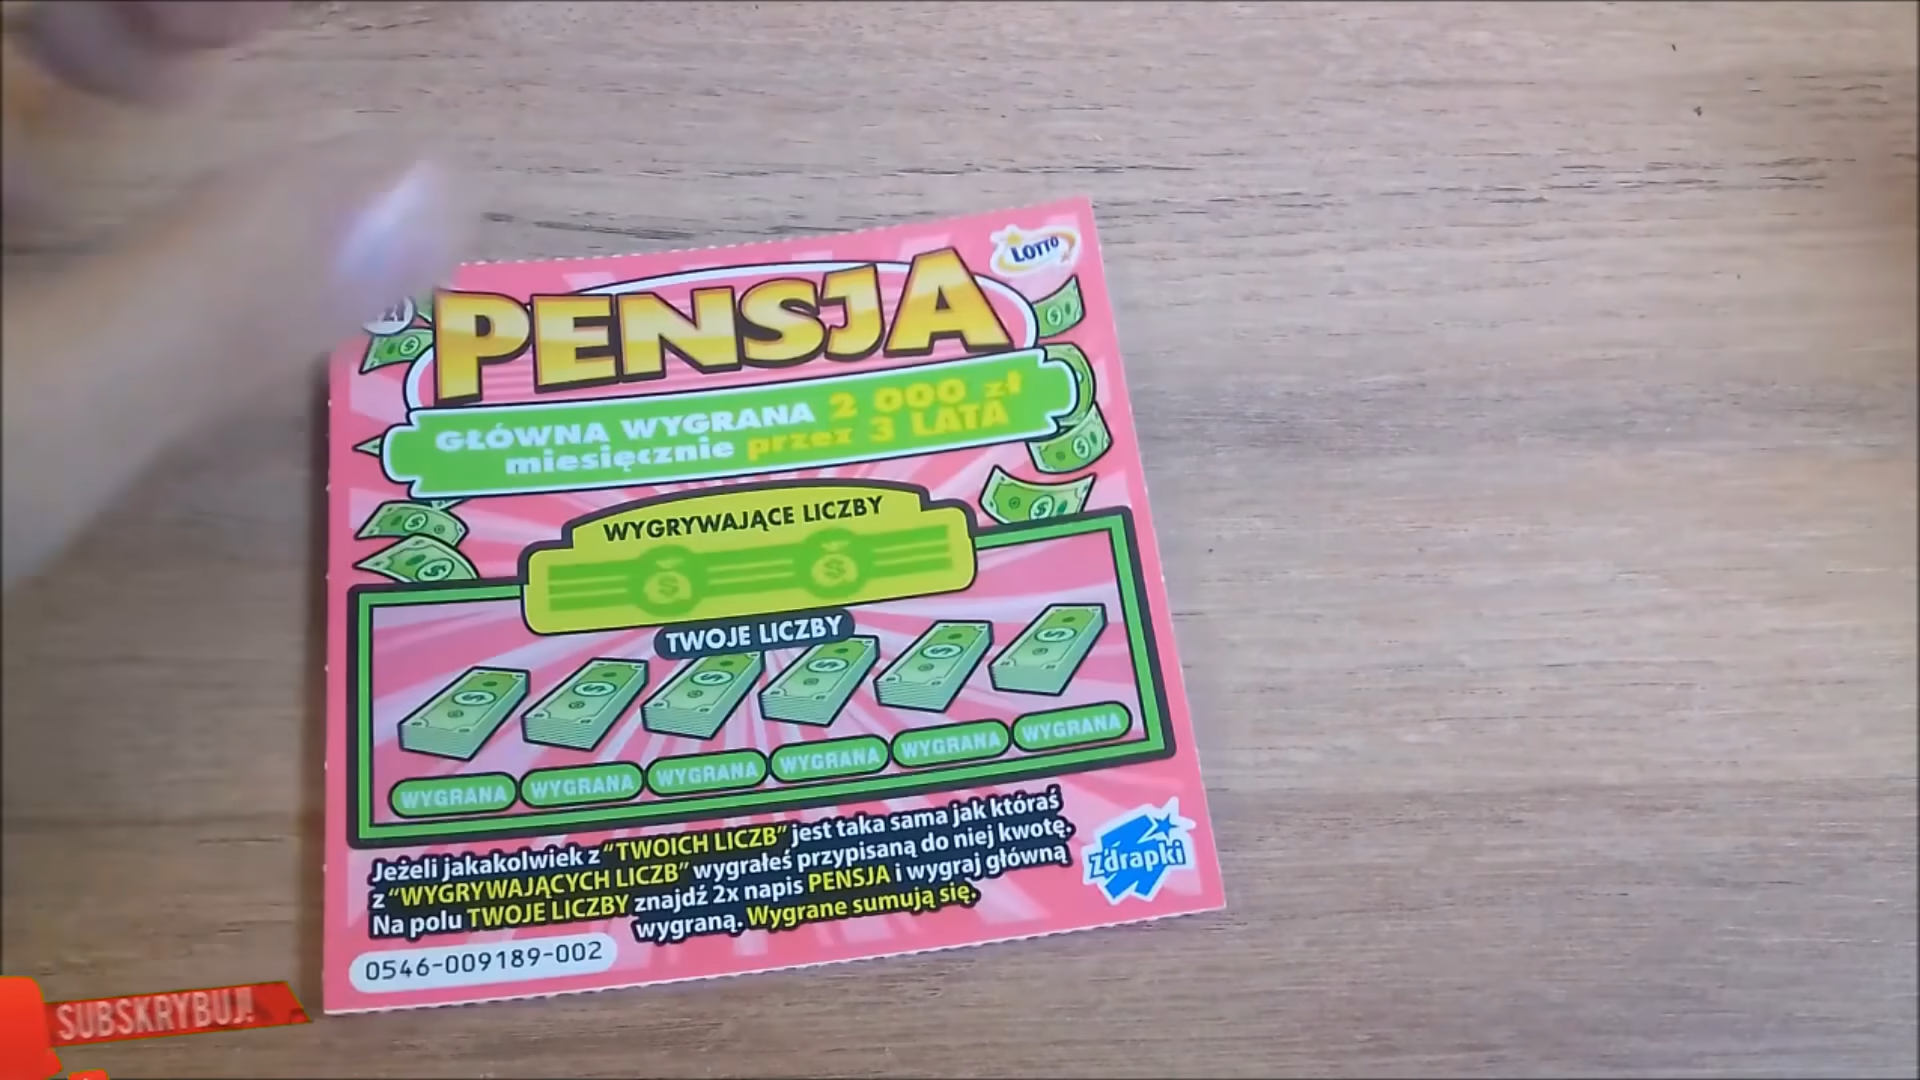 LOTTO
zł
PENSJA
GŁÓWNA WYGRANA 2 000 zł
miesięcznie przez 3 LATA
WYGRYWAJĄCE LICZBY
TWOJE LICZBY
WYGRANA WYGRANA WYGRANA WYGRANA WYGRANA WYGRANA
Jeżeli jakakolwiek z "TWOICH LICZB" jest taka sama jak któraś
z "WYGRYWAJĄCYCH LICZB" wygrałeś przypisaną do niej kwotę.
Na polu TWOJE LICZBY znajdź 2x napis PENSJA i wygraj główną
wygraną. Wygrane sumują się.
Zdrapki
0546-009189-002
SUBSKRYBUJ!